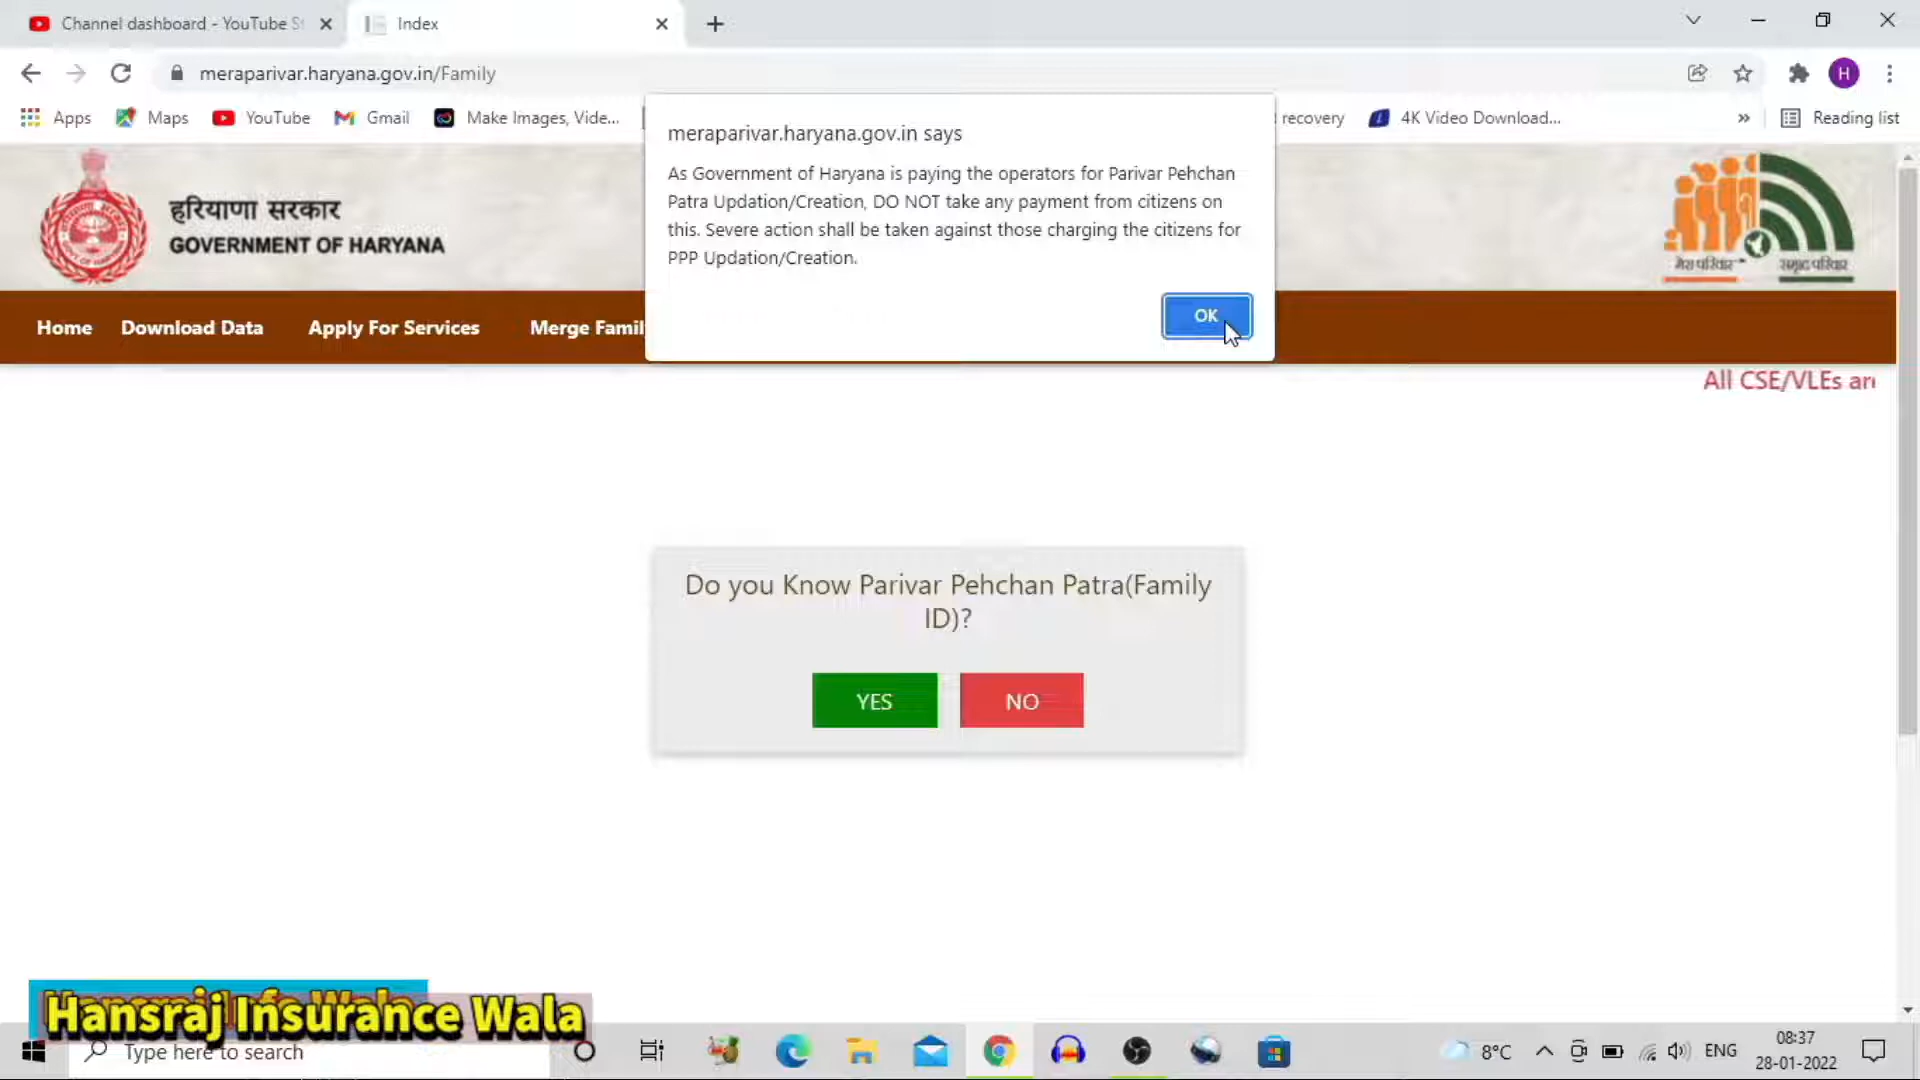 Channel dashboard - YouTube St
Index
meraparivar.haryana.gov.in/Family
H
Apps
Maps
YouTube
Gmail
Make Images, Vide...
recovery
4K Video Download...
»
Reading list
meraparivar.haryana.gov.in says
As Government of Haryana is paying the operators for Parivar Pehchan
Patra Updation/Creation, DO NOT take any payment from citizens on
this. Severe action shall be taken against those charging the citizens for
PPP Updation/Creation.
OK
हरियाणा सरकार
GOVERNMENT OF HARYANA
मेरा परिवार
समृद्ध परिवार
Home
Download Data
Apply For Services
Merge Famil
All CSE/VLEs are
Do you Know Parivar Pehchan Patra(Family
ID)?
YES
NO
Hansraj Insurance Wala
Type here to search
8°C
ENG
08:37
28-01-2022